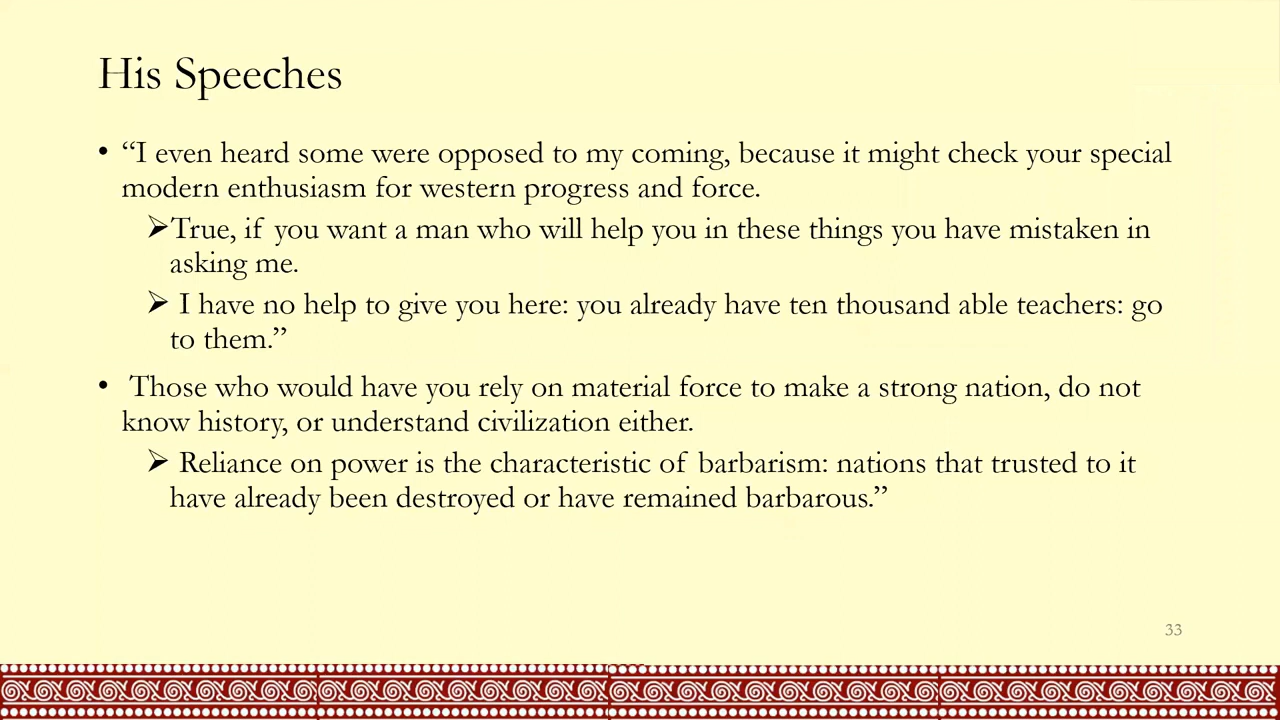 His Speeches
• “I even heard some were opposed to my coming, because it might check your special
modern enthusiasm for western progress and force.
➢True, if you want a man who will help you in these things you have mistaken in
asking me.
➢ I have no help to give you here: you already have ten thousand able teachers: go
to them.”
• Those who would have you rely on material force to make a strong nation, do not
know history, or understand civilization either.
➢ Reliance on power is the characteristic of barbarism: nations that trusted to it
have already been destroyed or have remained barbarous.”
33